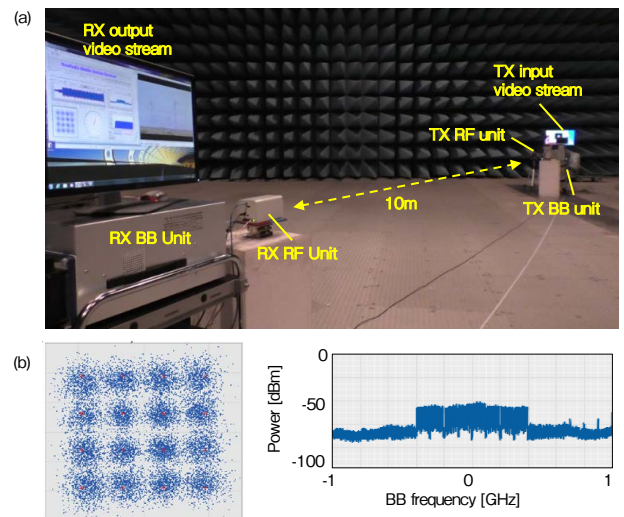 (a)
RX output
video stream
TX input
video stream
TX RF unit
10m
TX BB unit
RX BB Unit
RX RF Unit
(b)
0
-50
-100
Power [dBm]
-1
0
1
BB frequency [GHz]